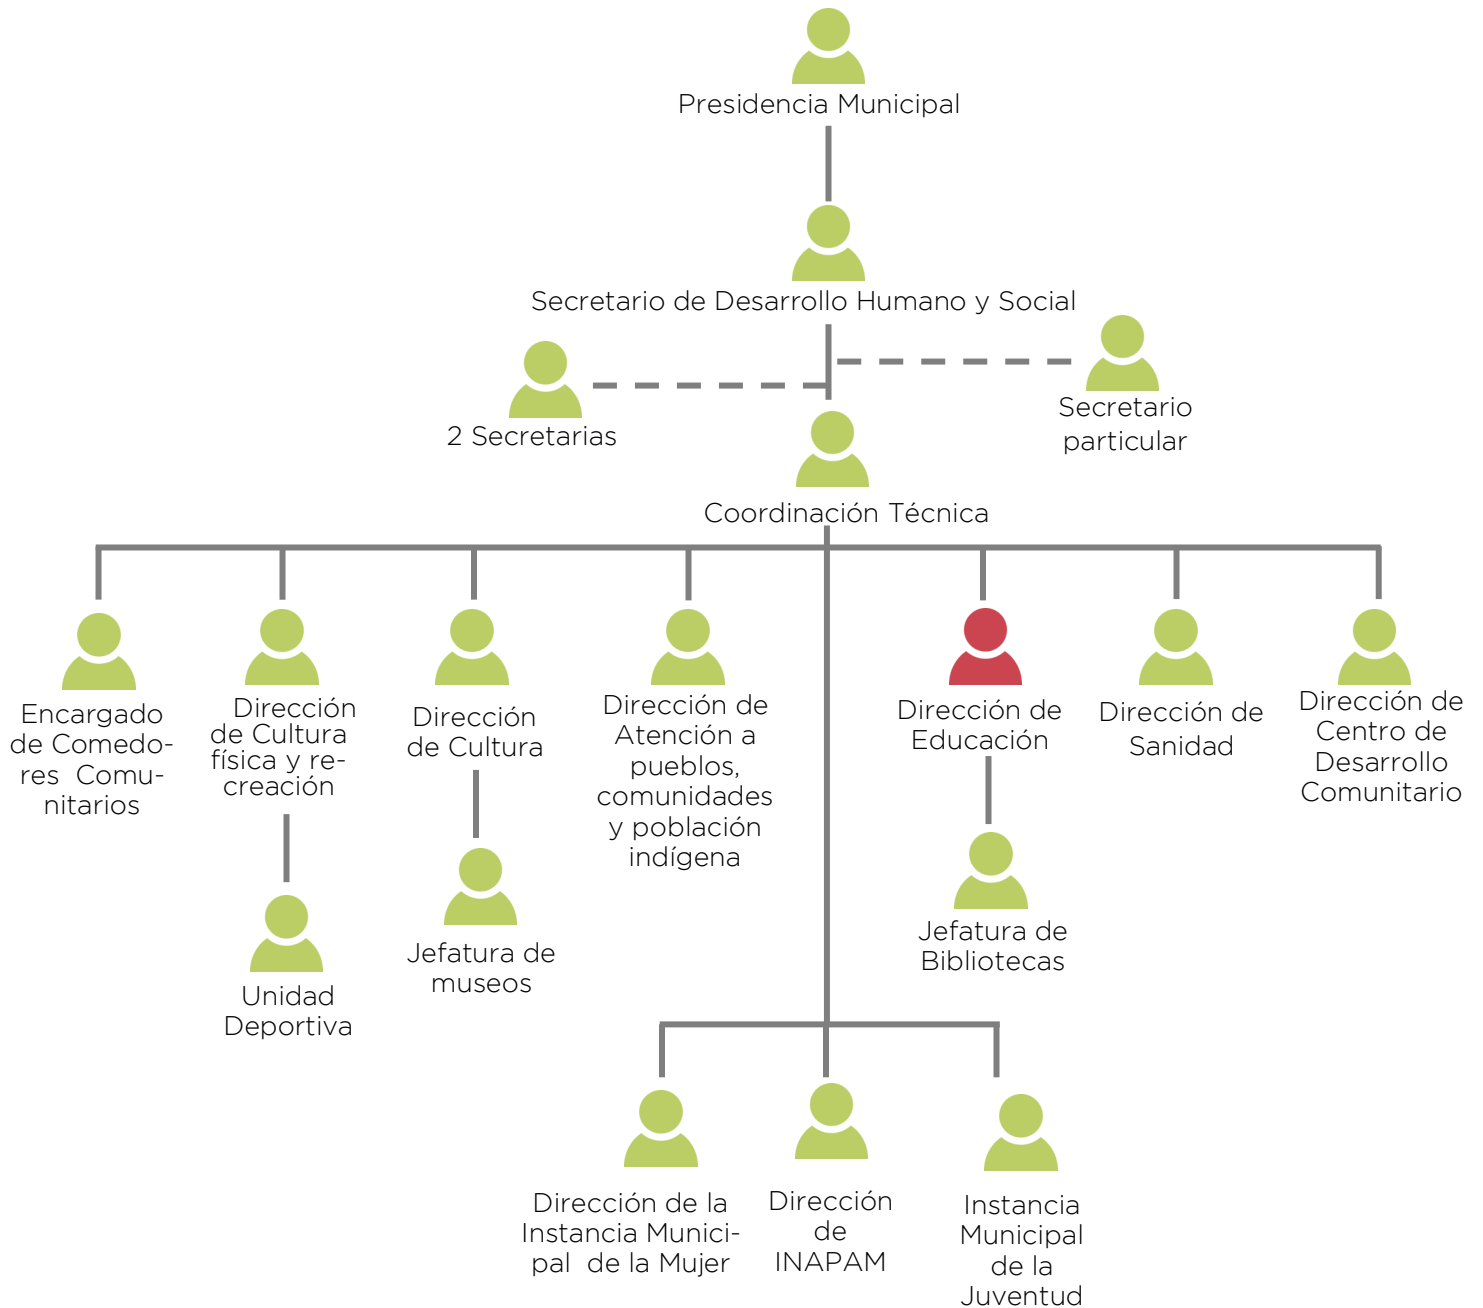 Presidencia Municipal
Secretario de Desarrollo Humano y Social
2 Secretarias
Secretario
particular
Coordinación Técnica
Encargado
de Comedo-
res Comu-
nitarios
Dirección
de Cultura
física y re-
creación
Dirección
de Cultura
Dirección de
Atención a
pueblos,
comunidades
y población
indígena
Dirección de
Educación
Dirección de
Sanidad
Dirección de
Centro de
Desarrollo
Comunitario
Unidad
Deportiva
Jefatura de
museos
Jefatura de
Bibliotecas
Dirección de la
Instancia Munici-
pal de la Mujer
Dirección
de
INAPAM
Instancia
Municipal
de la
Juventud